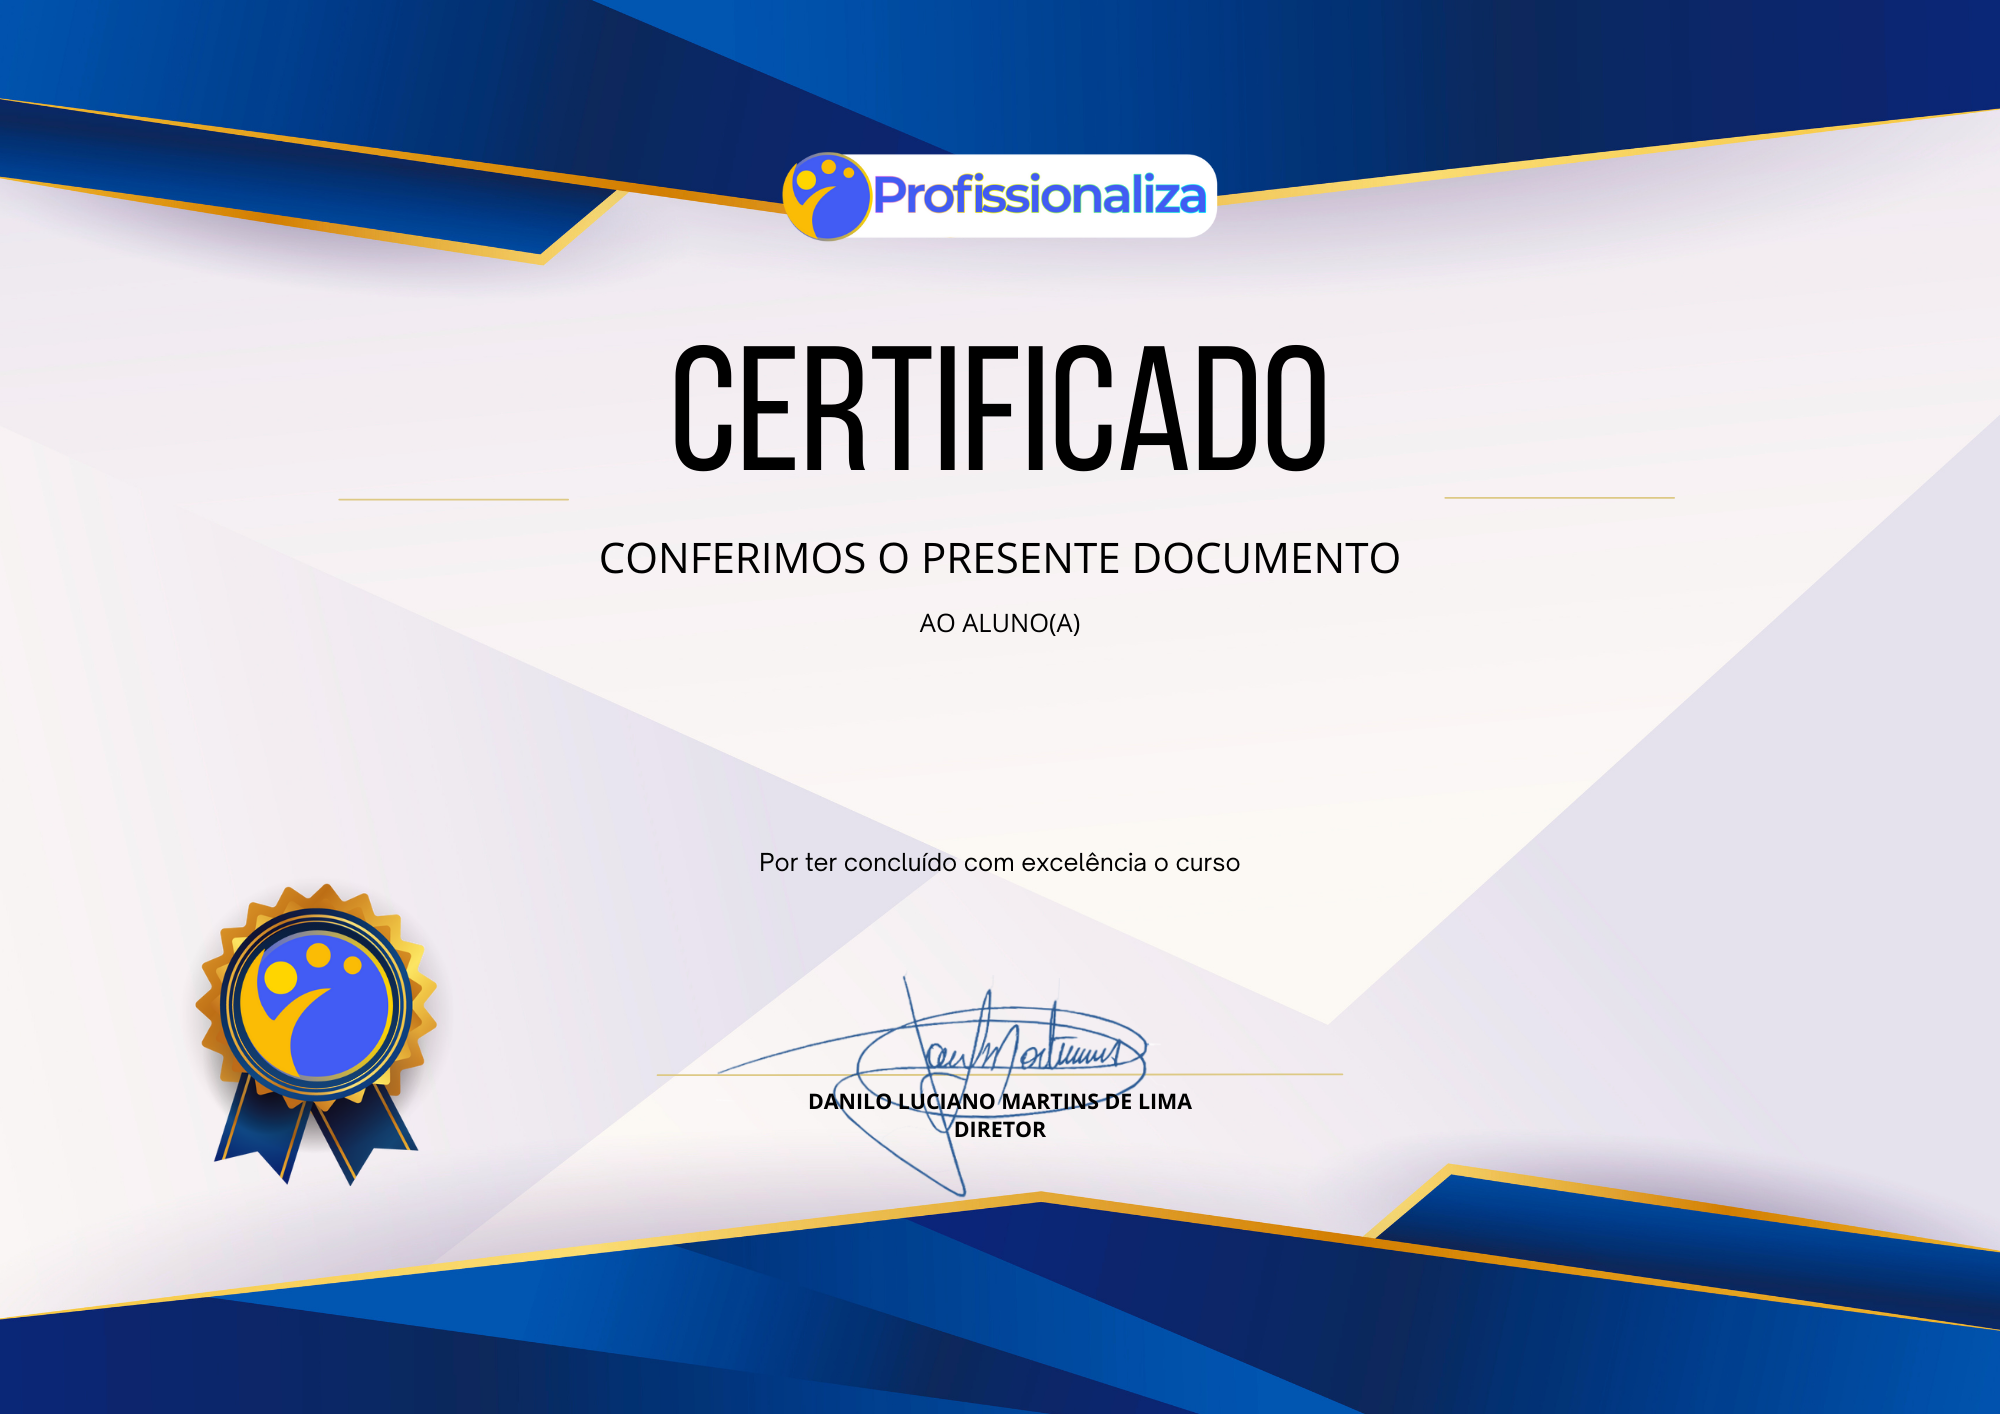 Profissionaliza
CERTIFICADO
CONFERIMOS O PRESENTE DOCUMENTO
AO ALUNO(A)
Por ter concluído com excelência o curso
DANILO LUCIANO MARTINS DE LIMA
DIRETOR